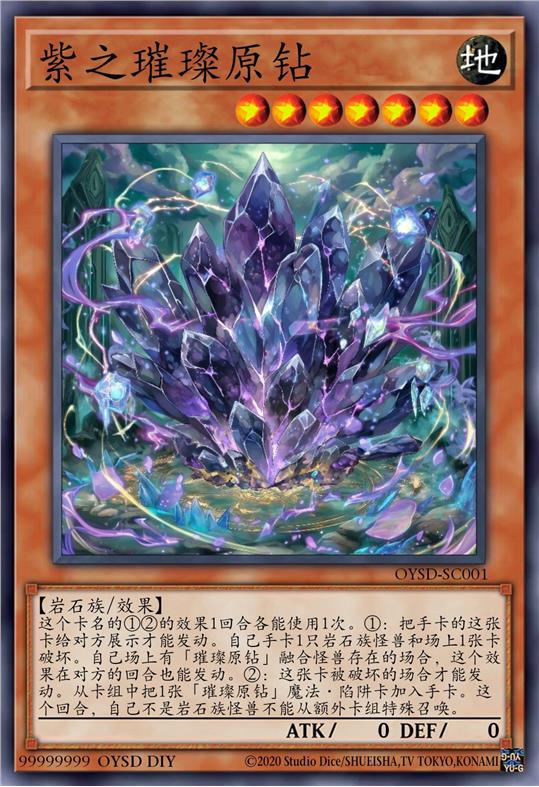 紫之璀璨原钻
地
OYSD-SC001
【岩石族/效果】
这个卡名的①②的效果1回合各能使用1次。①：把手卡的这张
卡给对方展示才能发动。自己手卡1只岩石族怪兽和场上1张卡
破坏。自己场上有「璀璨原钻」融合怪兽存在的场合，这个效
果在对方的回合也能发动。②：这张卡被破坏的场合才能发
动。从卡组中把1张「璀璨原钻」魔法·陷阱卡加入手卡。这
个回合，自己不是岩石族怪兽不能从额外卡组特殊召唤。
ATK/ 0 DEF/ 0
99999999 OYSD DIY ©2020 Studio Dice/SHUEISHA,TV TOKYO,KONAMI